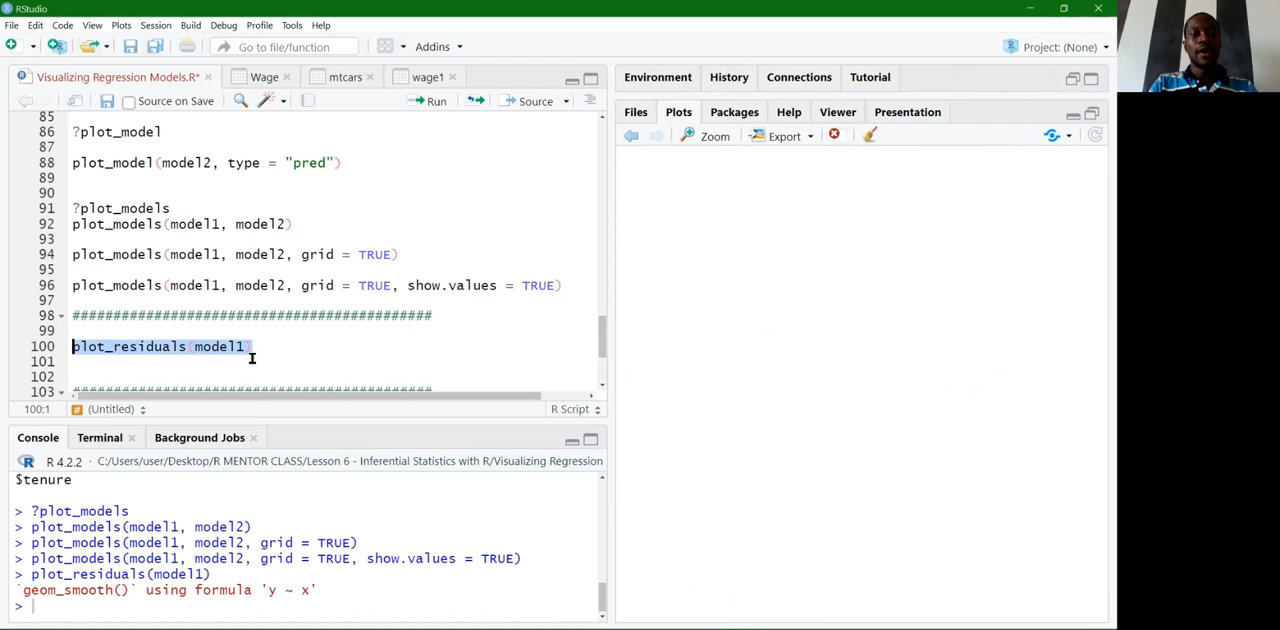 RStudio
File Edit Code View Plots Session Build Debug Profile Tools Help
Go to file/function Addins Project: (None)
Visualizing Regression Models.R* Wage mtcars wage1
Source on Save Run Source
85
86 ?plot_model
87
88 plot_model(model2, type = "pred")
89
90
91 ?plot_models
92 plot_models(model1, model2)
93
94 plot_models(model1, model2, grid = TRUE)
95
96 plot_models(model1, model2, grid = TRUE, show.values = TRUE)
97
98 ############################################
99
100 plot_residuals(model1)
101
102
103 ############################################
100:1 # (Untitled) R Script
Console Terminal Background Jobs
R 4.2.2 · C:/Users/user/Desktop/R MENTOR CLASS/Lesson 6 - Inferential Statistics with R/Visualizing Regression
$tenure
> ?plot_models
> plot_models(model1, model2)
> plot_models(model1, model2, grid = TRUE)
> plot_models(model1, model2, grid = TRUE, show.values = TRUE)
> plot_residuals(model1)
`geom_smooth()` using formula 'y ~ x'
>
Environment History Connections Tutorial
Files Plots Packages Help Viewer Presentation
Zoom Export